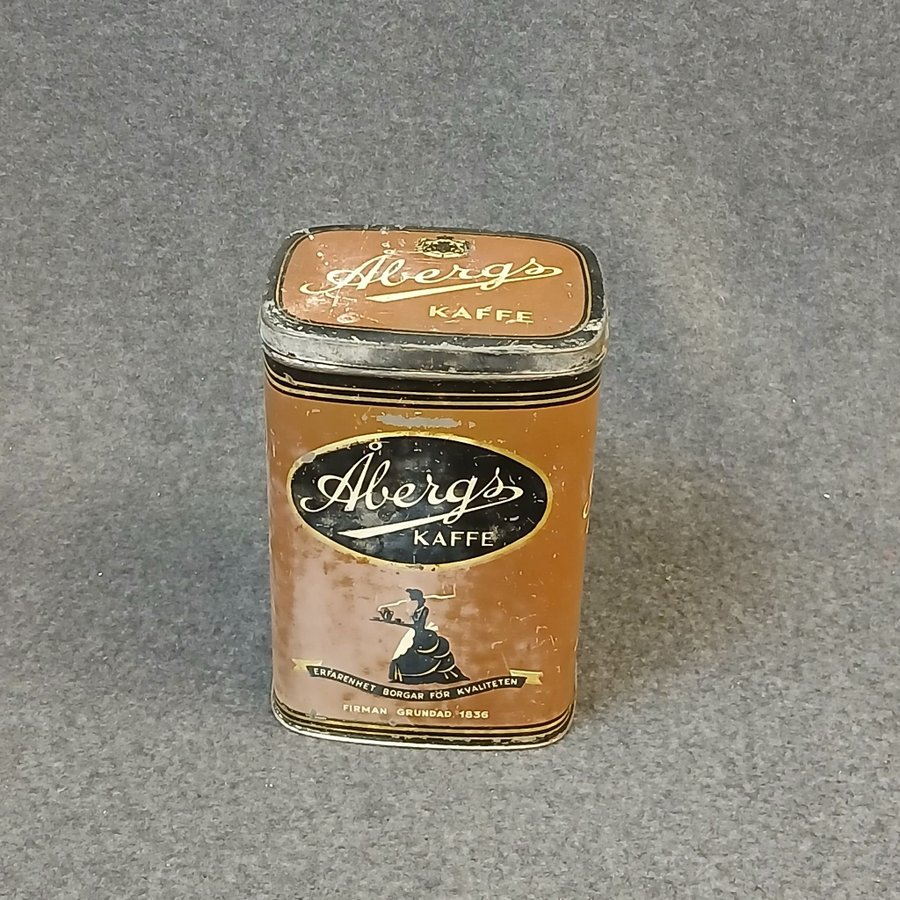 Åbergs
KAFFE
Åbergs
KAFFE
ERFARENHET BORGAR FÖR KVALITETEN
FIRMAN GRUNDAD 1836